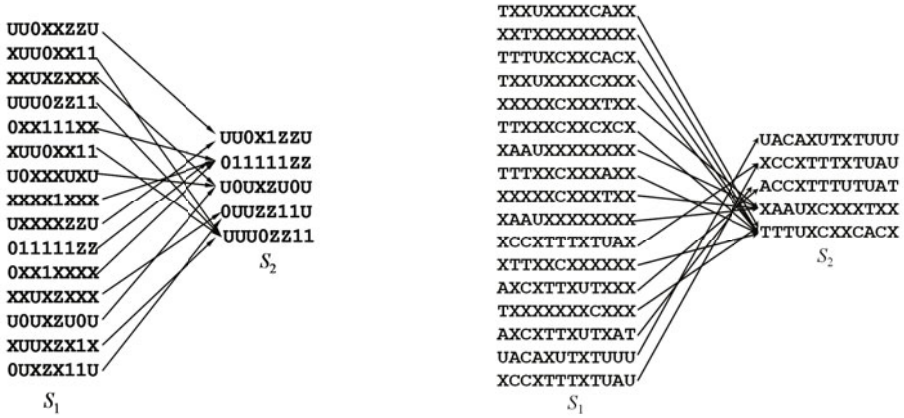 UU0XXZZU
XUU0XX11
XXUXZXXX
UUU0ZZ11
0XX111XX
XUU0XX11
U0XXXUXU
XXXX1XXX
UXXXXZZU
011111ZZ
0XX1XXXX
XXUXZXXX
U0UXZU0U
XUUXZX1X
0UXZX11U
S1
UU0X1ZZU
011111ZZ
U0UXZU0U
0UUZZ11U
UUU0ZZ11
S2
TXXUXXXXCAXX
XXTXXXXXXXXX
TTTUXCXXCACX
TXXUXXXXCXXX
XXXXXCXXXTXX
TTXXXCXXCXCX
XAAUXXXXXXXX
TTTXXCXXXAXX
XXXXXCXXXTXX
XAAUXXXXXXXX
XCCXTTTXTUAX
XTTXXCXXXXXX
AXCXTTXUTXXX
TXXXXXXXCXXX
AXCXTTXUTXAT
UACAXUTXTUUU
XCCXTTTXTUAU
S1
UACAXUTXTUUU
XCCXTTTXTUAU
ACCXTTTUTUAT
XAAUXCXXXTXX
TTTUXCXXCACX
S2